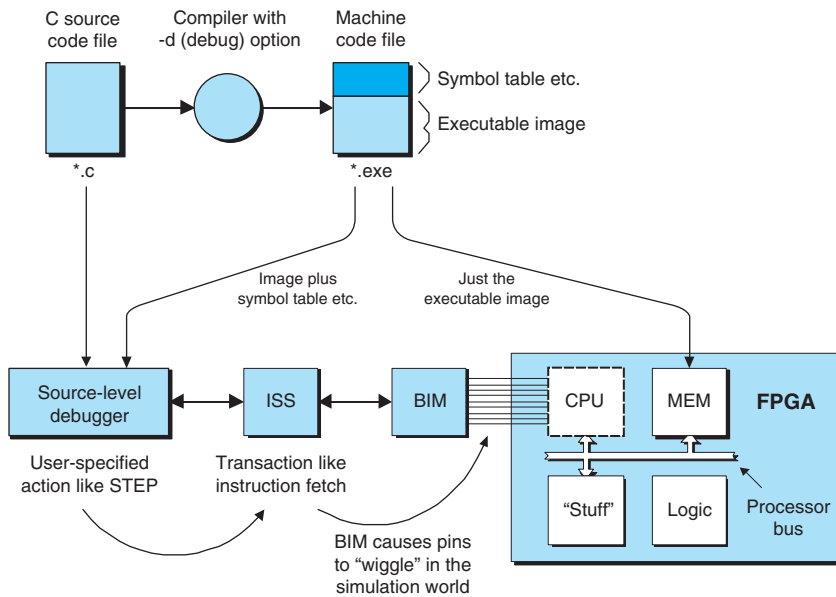 C source
code file
Compiler with
-d (debug) option
Machine
code file
Symbol table etc.
Executable image
*.c
*.exe
Image plus
symbol table etc.
Just the
executable image
Source-level
debugger
ISS
BIM
CPU
MEM
FPGA
User-specified
action like STEP
Transaction like
instruction fetch
"Stuff"
Logic
Processor
bus
BIM causes pins
to "wiggle" in the
simulation world